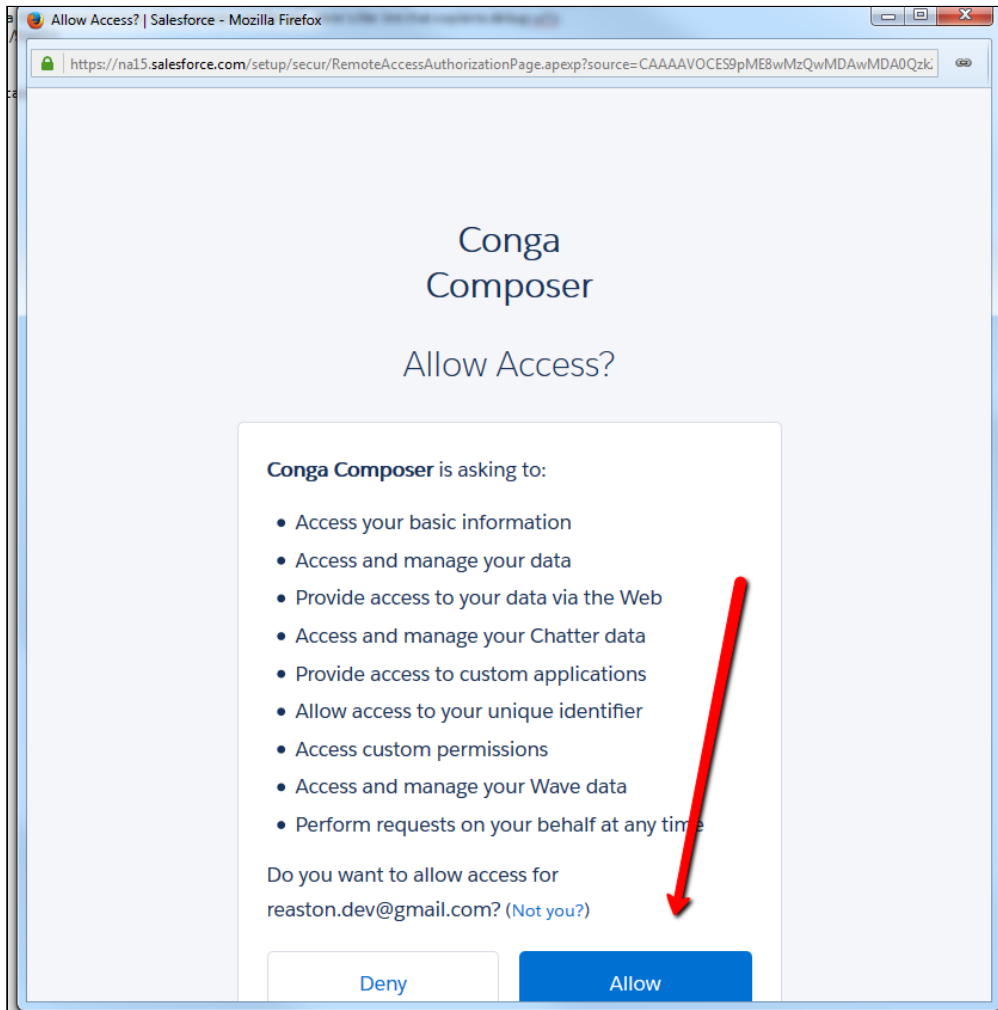 Allow Access? | Salesforce - Mozilla Firefox
https://na15.salesforce.com/setup/secur/RemoteAccessAuthorizationPage.apexp?source=CAAAAVOCES9pME8wMzQwMDAwMDA0Qzk
Conga
Composer
Allow Access?
Conga Composer is asking to:
• Access your basic information
• Access and manage your data
• Provide access to your data via the Web
• Access and manage your Chatter data
• Provide access to custom applications
• Allow access to your unique identifier
• Access custom permissions
• Access and manage your Wave data
• Perform requests on your behalf at any time
Do you want to allow access for
reaston.dev@gmail.com? (Not you?)
Deny Allow